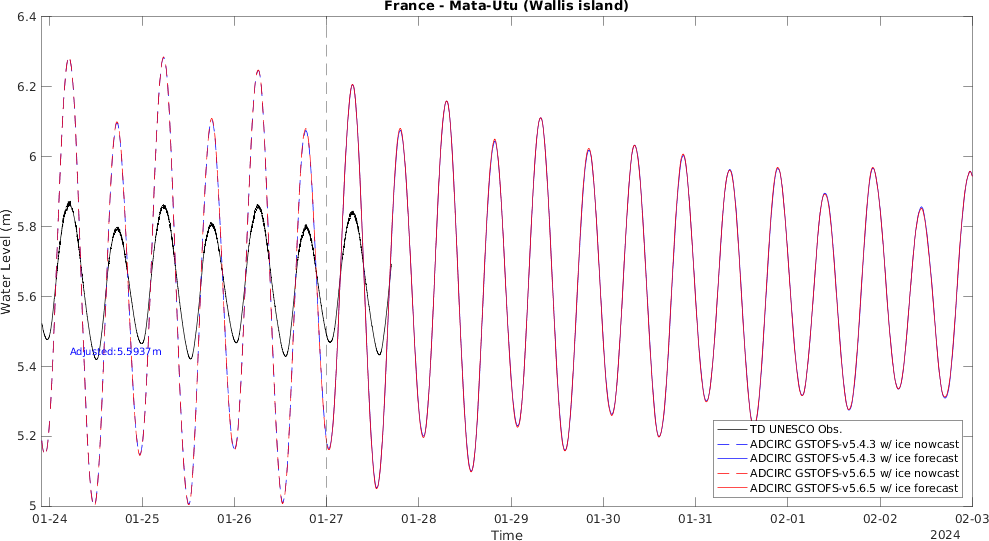 France - Mata-Utu (Wallis island)
6.4
6.2
6
5.8
5.6
5.4
5.2
5
Water Level (m)
Adjusted:5.5937m
TD UNESCO Obs.
ADCIRC GSTOFS-v5.4.3 w/ ice nowcast
ADCIRC GSTOFS-v5.4.3 w/ ice forecast
ADCIRC GSTOFS-v5.6.5 w/ ice nowcast
ADCIRC GSTOFS-v5.6.5 w/ ice forecast
01-24 01-25 01-26 01-27 01-28 01-29 01-30 01-31 02-01 02-02 02-03
Time
2024